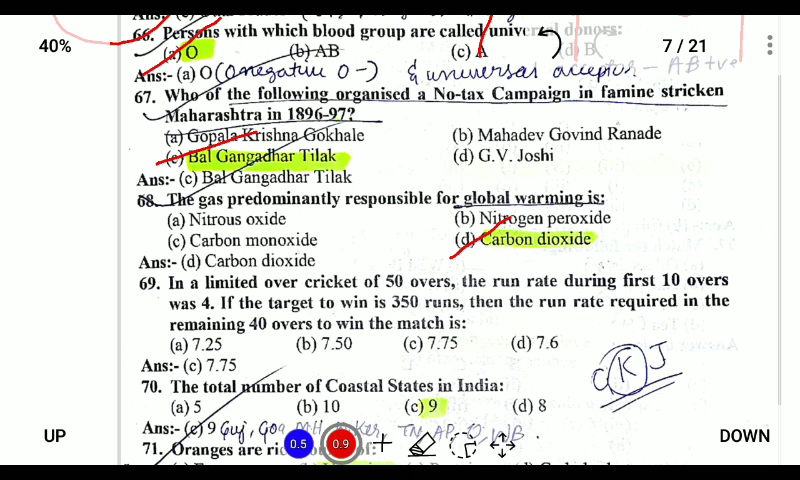 66. Persons with which blood group are called universal donors:
40%
(a) O (b) AB (c) A (d) B
7 / 21
Ans:- (a) O (O negative O-) & universal acceptor - AB+ve
67. Who of the following organised a No-tax Campaign in famine stricken
Maharashtra in 1896-97?
(a) Gopala Krishna Gokhale (b) Mahadev Govind Ranade
(c) Bal Gangadhar Tilak (d) G.V. Joshi
Ans:- (c) Bal Gangadhar Tilak
68. The gas predominantly responsible for global warming is:
(a) Nitrous oxide (b) Nitrogen peroxide
(c) Carbon monoxide (d) Carbon dioxide
Ans:- (d) Carbon dioxide
69. In a limited over cricket of 50 overs, the run rate during first 10 overs
was 4. If the target to win is 350 runs, then the run rate required in the
remaining 40 overs to win the match is:
(a) 7.25 (b) 7.50 (c) 7.75 (d) 7.6
Ans:- (c) 7.75
CKJ
70. The total number of Coastal States in India:
(a) 5 (b) 10 (c) 9 (d) 8
Ans:- (c) 9 Guj, Goa, MH, K, Ker, TN, AP, O, WB.
UP 0.5 0.9 DOWN
71. Oranges are